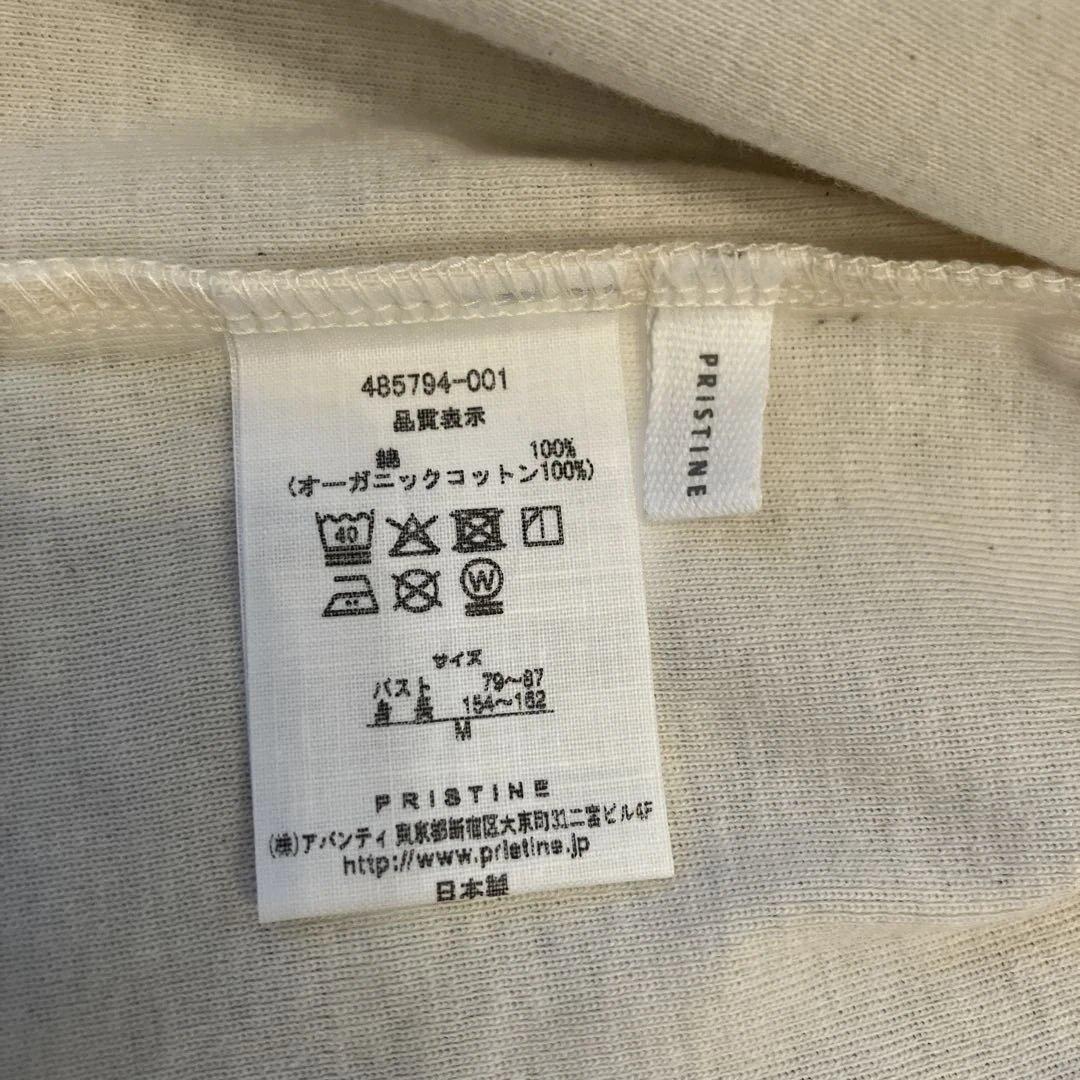 485794-001
品質表示
綿 100%
(オーガニックコットン100%)
40
W
サイズ
バスト 79～87
身長 154～162
M
PRISTINE
(株)アバンティ 東京都新宿区大京町31二宮ビル4F
http://www.pristine.jp
日本製
PRISTINE